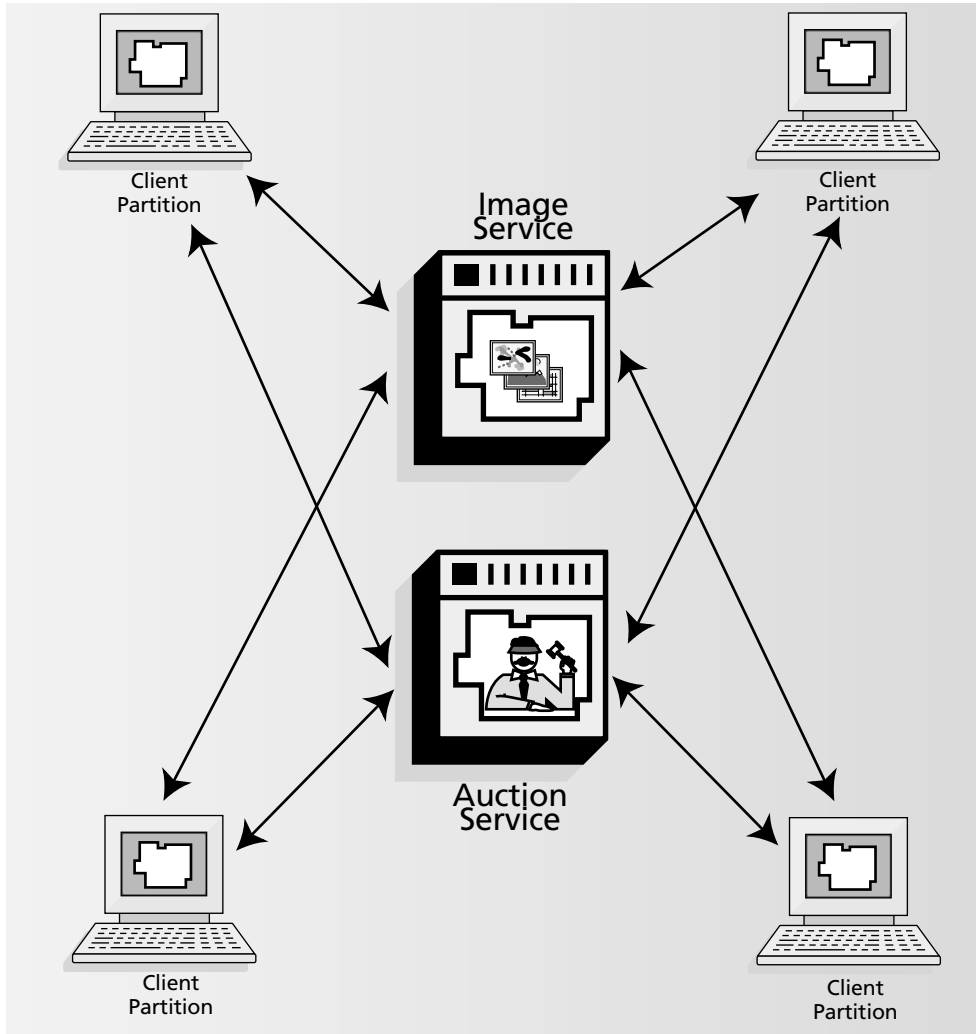 Client
Partition
Client
Partition
Image
Service
Auction
Service
Client
Partition
Client
Partition